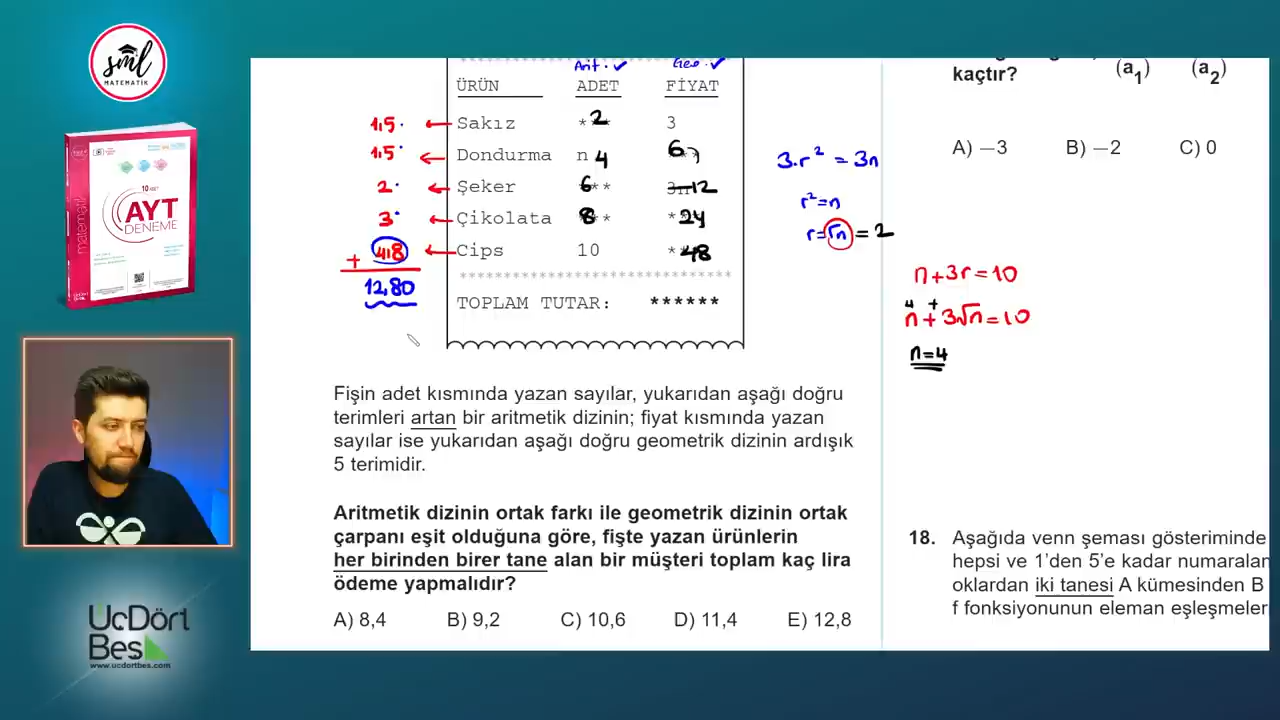 sml
MATEMATİK
matematik
10 ADET
AYT
DENEME
ÜçDört
Beş
www.ucdortbes.com
Arit. ✓ Geo. ✓
ÜRÜN ADET FİYAT
1,5 ← Sakız *2* 3
1,5 ← Dondurma n 4 6
2 ← Şeker 6** 3n 12
3 ← Çikolata 8** *24
+ 4,8 ← Cips 10 *48
12,80
TOPLAM TUTAR: ******
3.r² = 3n
r² = n
r = √n = 2
n + 3r = 10
4 +
n + 3√n = 10
n = 4
Fişin adet kısmında yazan sayılar, yukarıdan aşağı doğru
terimleri artan bir aritmetik dizinin; fiyat kısmında yazan
sayılar ise yukarıdan aşağı doğru geometrik dizinin ardışık
5 terimidir.
Aritmetik dizinin ortak farkı ile geometrik dizinin ortak
çarpanı eşit olduğuna göre, fişte yazan ürünlerin
her birinden birer tane alan bir müşteri toplam kaç lira
ödeme yapmalıdır?
A) 8,4 B) 9,2 C) 10,6 D) 11,4 E) 12,8
kaçtır? (a₁) (a₂)
A) −3 B) −2 C) 0
18. Aşağıda venn şeması gösteriminde
hepsi ve 1'den 5'e kadar numaralan
oklardan iki tanesi A kümesinden B
f fonksiyonunun eleman eşleşmeler